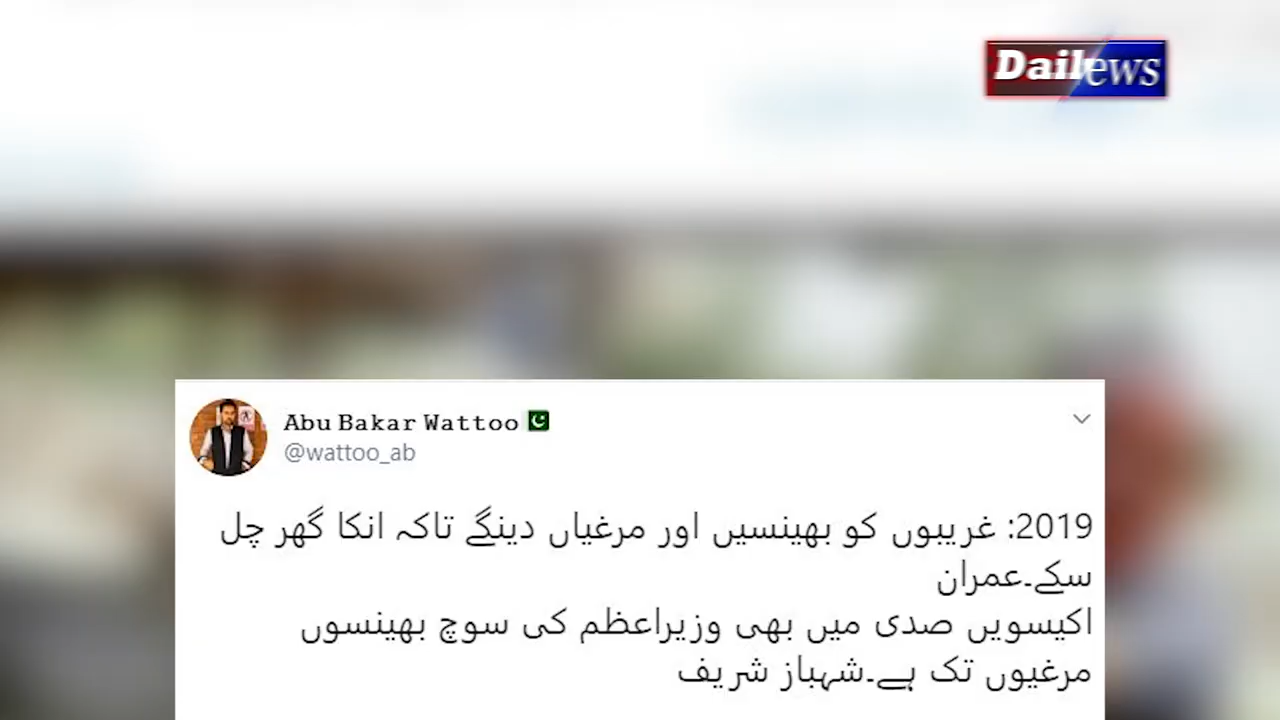 Dailews
Abu Bakar Wattoo
@wattoo_ab
2019: غریبوں کو بھینسیں اور مرغیاں دینگے تاکہ انکا گھر چل
سکے۔عمران
اکیسویں صدی میں بھی وزیراعظم کی سوچ بھینسوں
مرغیوں تک ہے۔شہباز شریف